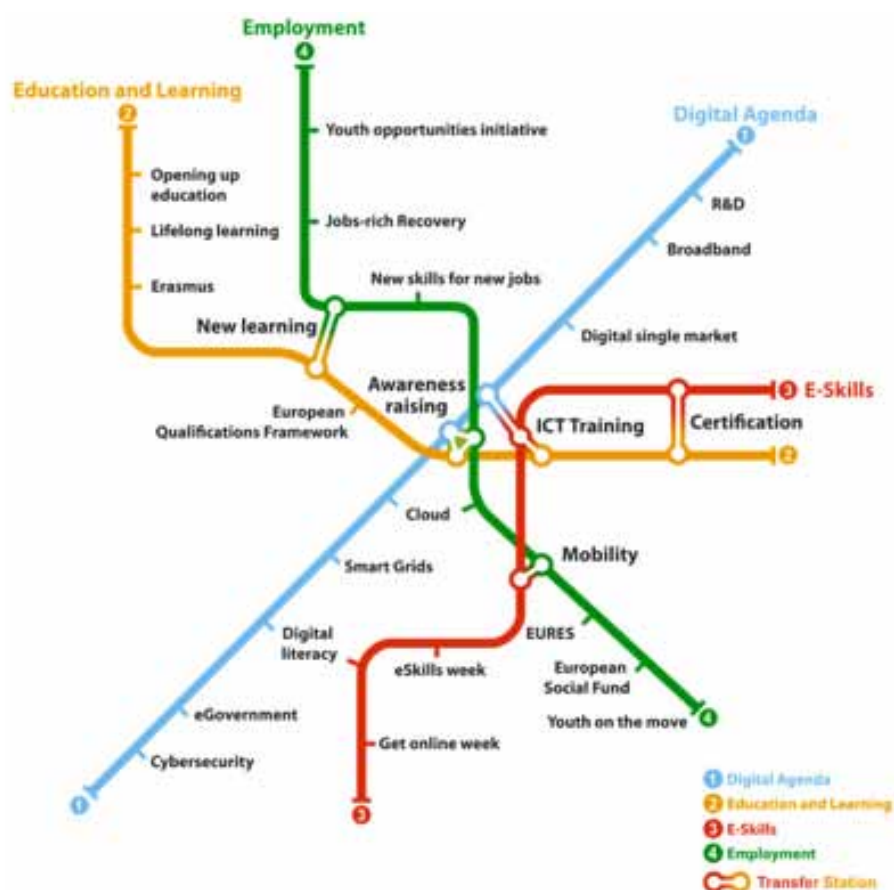 Employment
4
Education and Learning
2
Digital Agenda
1
Youth opportunities initiative
Opening up
education
R&D
Lifelong learning
Jobs-rich Recovery
Broadband
Erasmus
New skills for new jobs
New learning
Digital single market
Awareness
raising
3 E-Skills
European
Qualifications Framework
ICT Training
Certification
2
Cloud
Mobility
Smart Grids
Digital
literacy
EURES
eSkills week
European
Social Fund
eGovernment
Youth on the move
4
Get online week
Cybersecurity
1
3
1 Digital Agenda
2 Education and Learning
3 E-Skills
4 Employment
Transfer Station